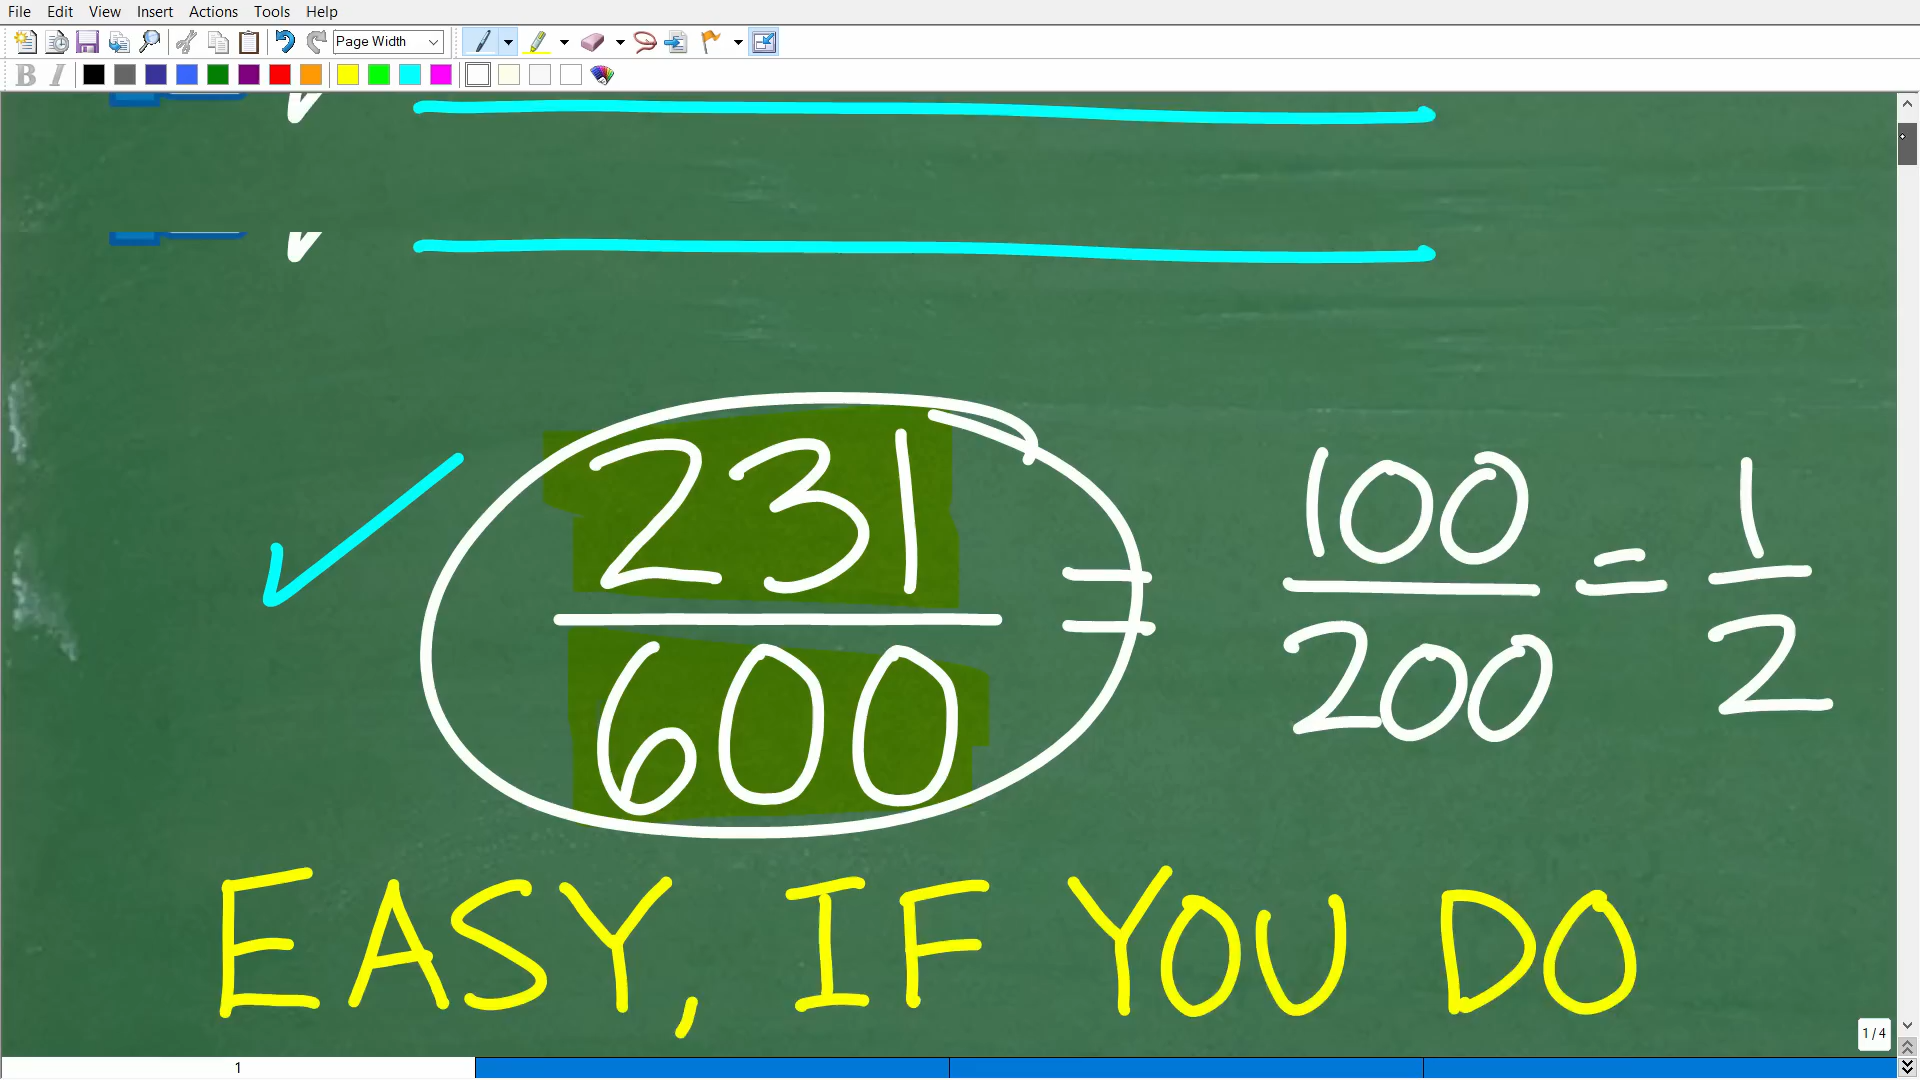 File Edit View Insert Actions Tools Help
Page Width
B I
231/600 = 100/200 = 1/2
EASY, IF YOU DO
1 / 4
1